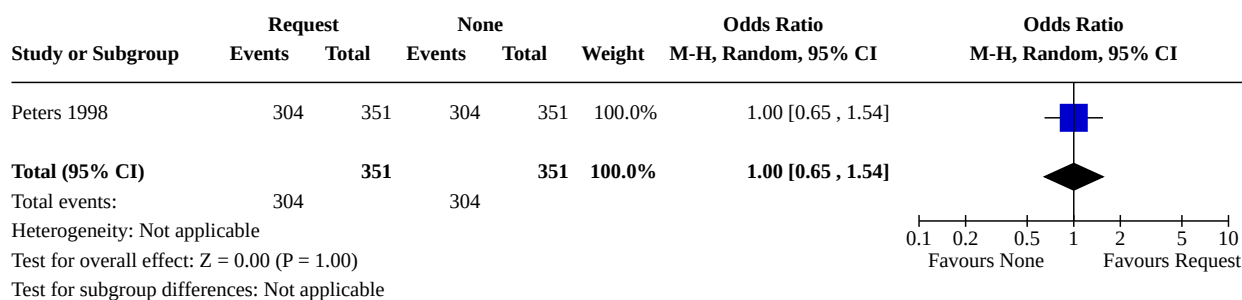 Request None Odds Ratio Odds Ratio
Study or Subgroup Events Total Events Total Weight M-H, Random, 95% CI M-H, Random, 95% CI
Peters 1998 304 351 304 351 100.0% 1.00 [0.65 , 1.54]
Total (95% CI) 351 351 100.0% 1.00 [0.65 , 1.54]
Total events: 304 304
Heterogeneity: Not applicable
0.1 0.2 0.5 1 2 5 10
Test for overall effect: Z = 0.00 (P = 1.00) Favours None Favours Request
Test for subgroup differences: Not applicable